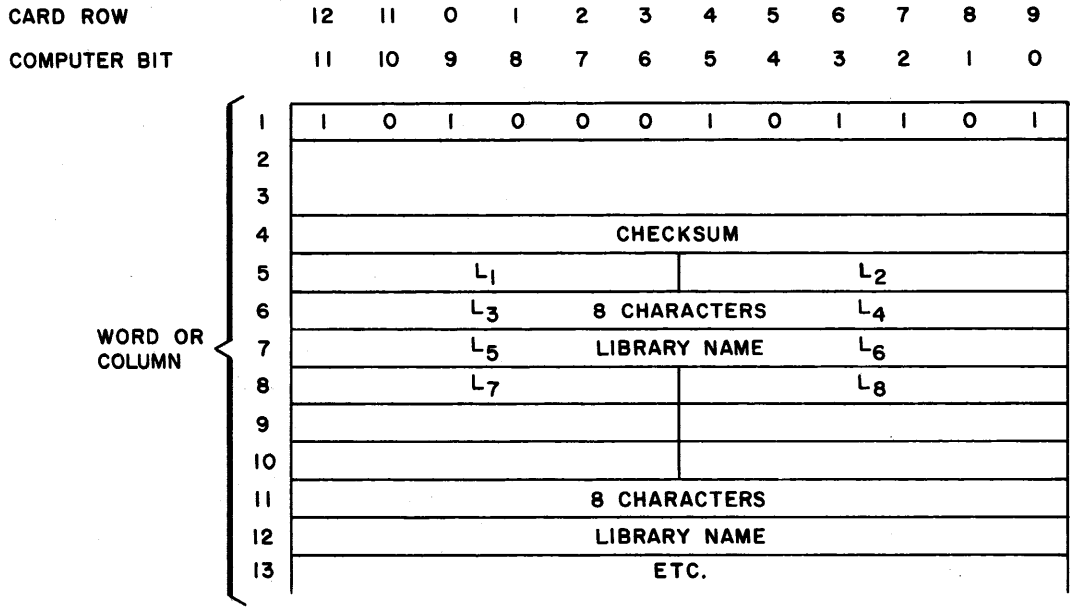 CARD ROW 12 11 0 1 2 3 4 5 6 7 8 9
COMPUTER BIT 11 10 9 8 7 6 5 4 3 2 1 0
1 1 0 1 0 0 0 1 0 1 1 0 1
2
3
4 CHECKSUM
5 L1 L2
6 L3 8 CHARACTERS L4
WORD OR
COLUMN
7 L5 LIBRARY NAME L6
8 L7 L8
9
10
11 8 CHARACTERS
12 LIBRARY NAME
13 ETC.